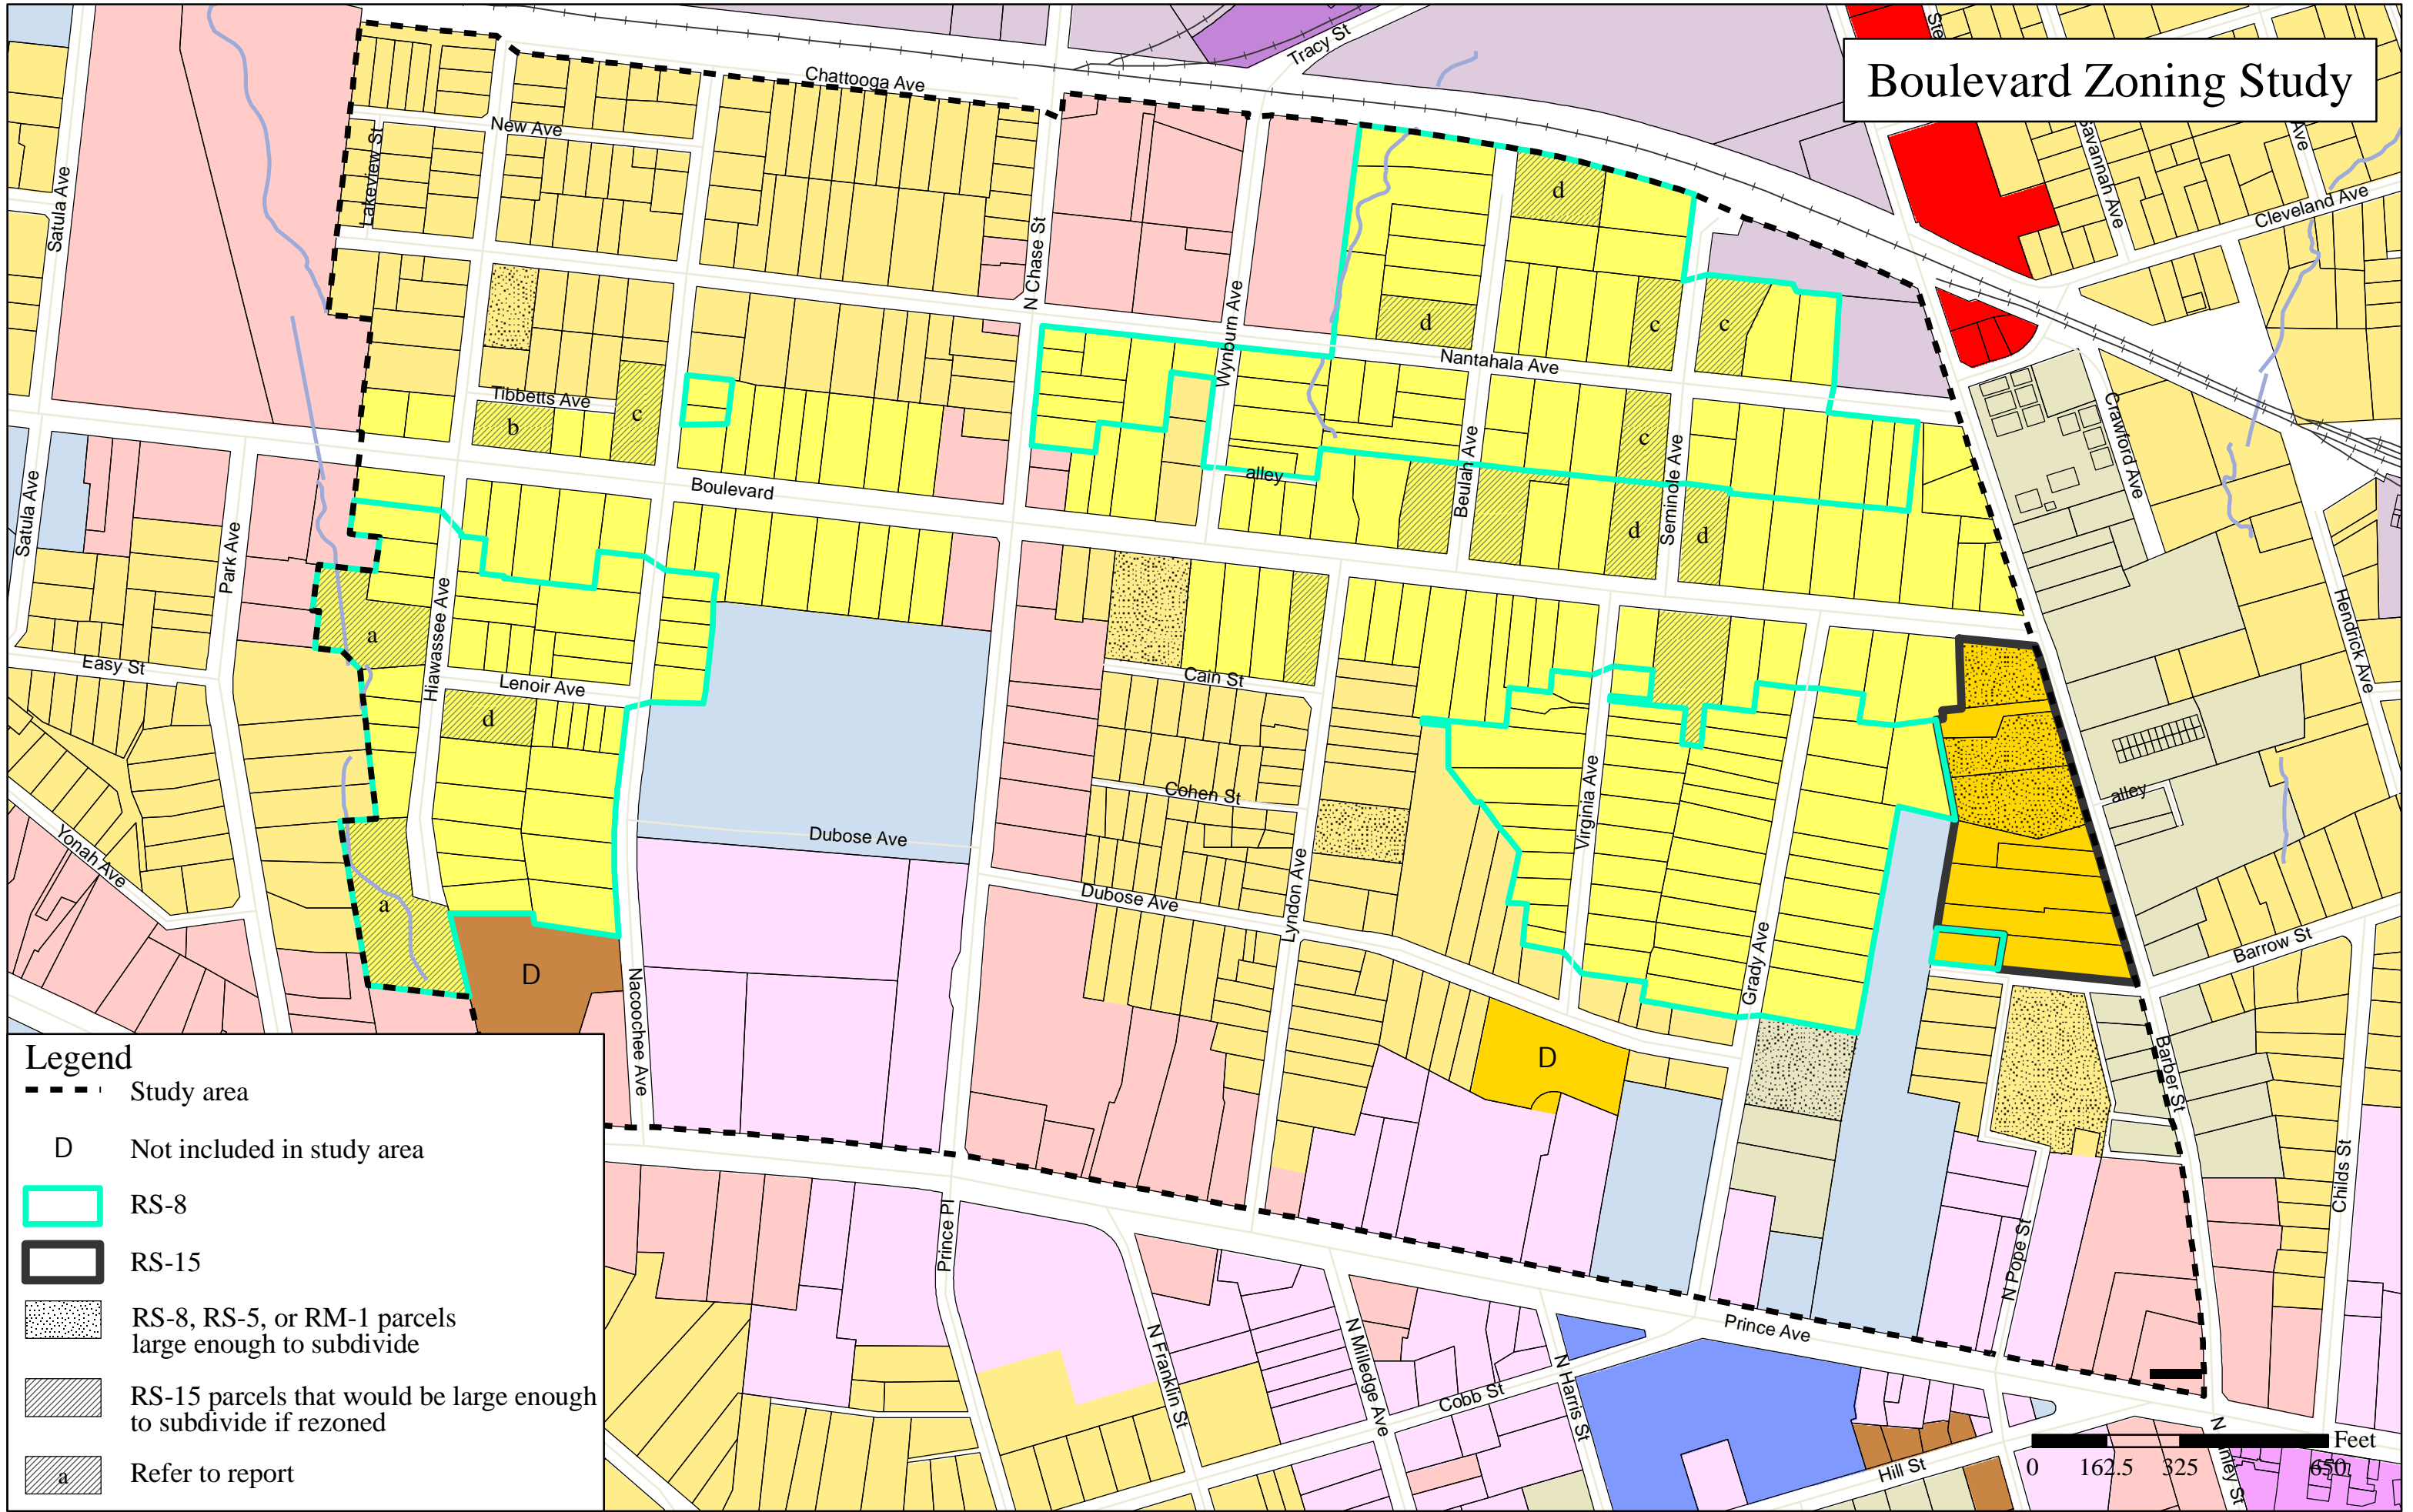 Boulevard Zoning Study
Tracy St
Chattooga Ave
New Ave
Lakeview St
Satula Ave
N Chase St
Wynburn Ave
Savannah Ave
Ave
Cleveland Ave
d
d
c
c
Nantahala Ave
Tibbetts Ave
b
c
c
Crawford Ave
Boulevard
alley
Beulah Ave
Seminole Ave
d
d
Satula Ave
Park Ave
Hiawassee Ave
a
Easy St
Lenoir Ave
d
Cain St
Hendrick Ave
Cohen St
Virginia Ave
alley
Yonah Ave
Dubose Ave
Dubose Ave
Lyndon Ave
Grady Ave
a
D
Nacoochee Ave
Barrow St
D
Barber St
Childs St
N Pope St
Prince Pl
Prince Ave
N Franklin St
N Milledge Ave
N Harris St
Cobb St
Hill St
Legend
Study area
D Not included in study area
RS-8
RS-15
RS-8, RS-5, or RM-1 parcels
large enough to subdivide
RS-15 parcels that would be large enough
to subdivide if rezoned
a Refer to report
Feet
0 162.5 325 650